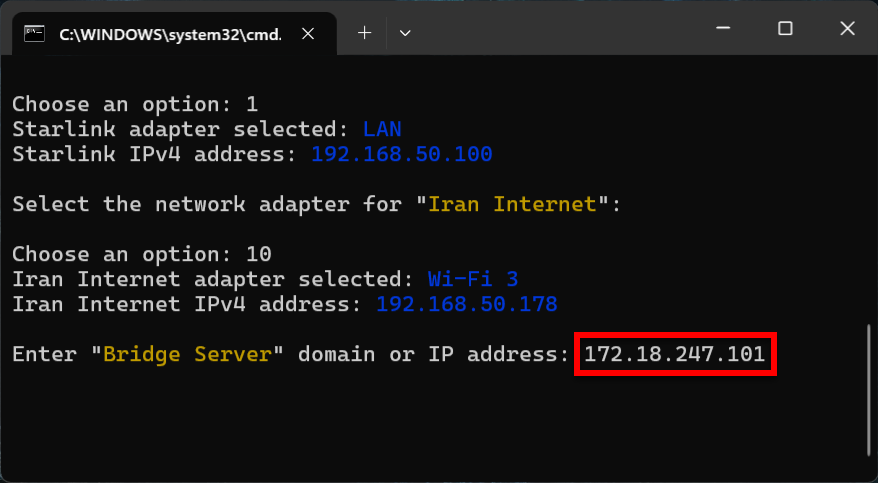 C:\WINDOWS\system32\cmd.
Choose an option: 1
Starlink adapter selected: LAN
Starlink IPv4 address: 192.168.50.100
Select the network adapter for "Iran Internet":
Choose an option: 10
Iran Internet adapter selected: Wi-Fi 3
Iran Internet IPv4 address: 192.168.50.178
Enter "Bridge Server" domain or IP address: 172.18.247.101